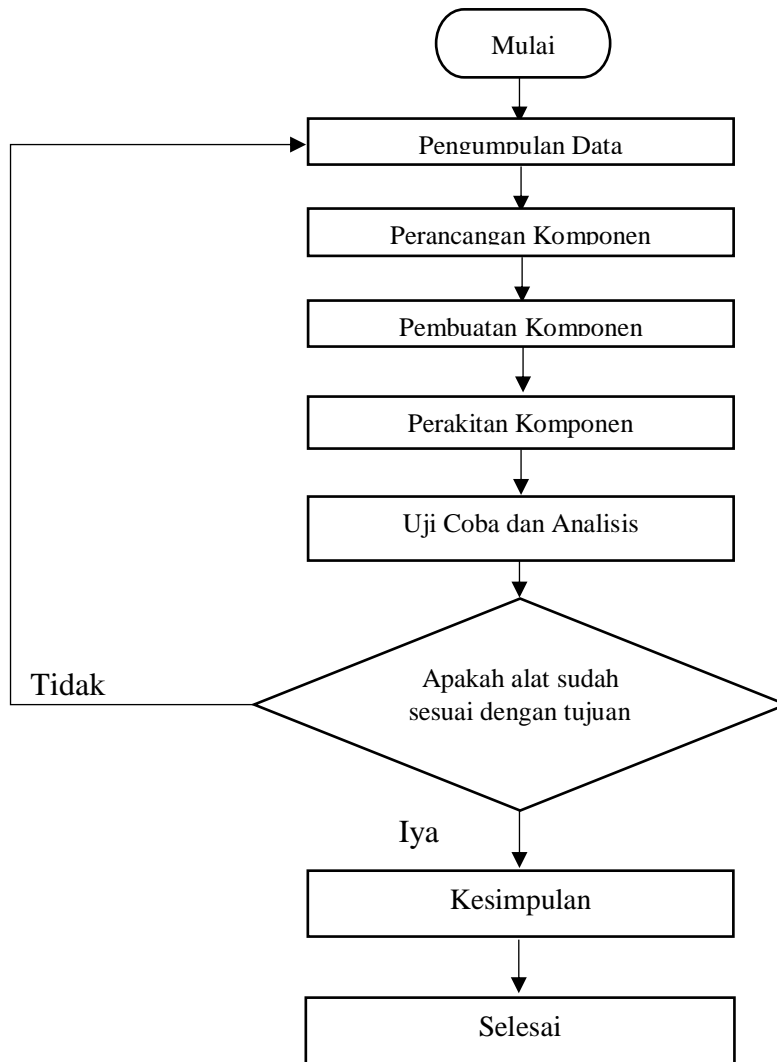 Mulai
Pengumpulan Data
Perancangan Komponen
Pembuatan Komponen
Perakitan Komponen
Uji Coba dan Analisis
Tidak
Apakah alat sudah
sesuai dengan tujuan
Iya
Kesimpulan
Selesai